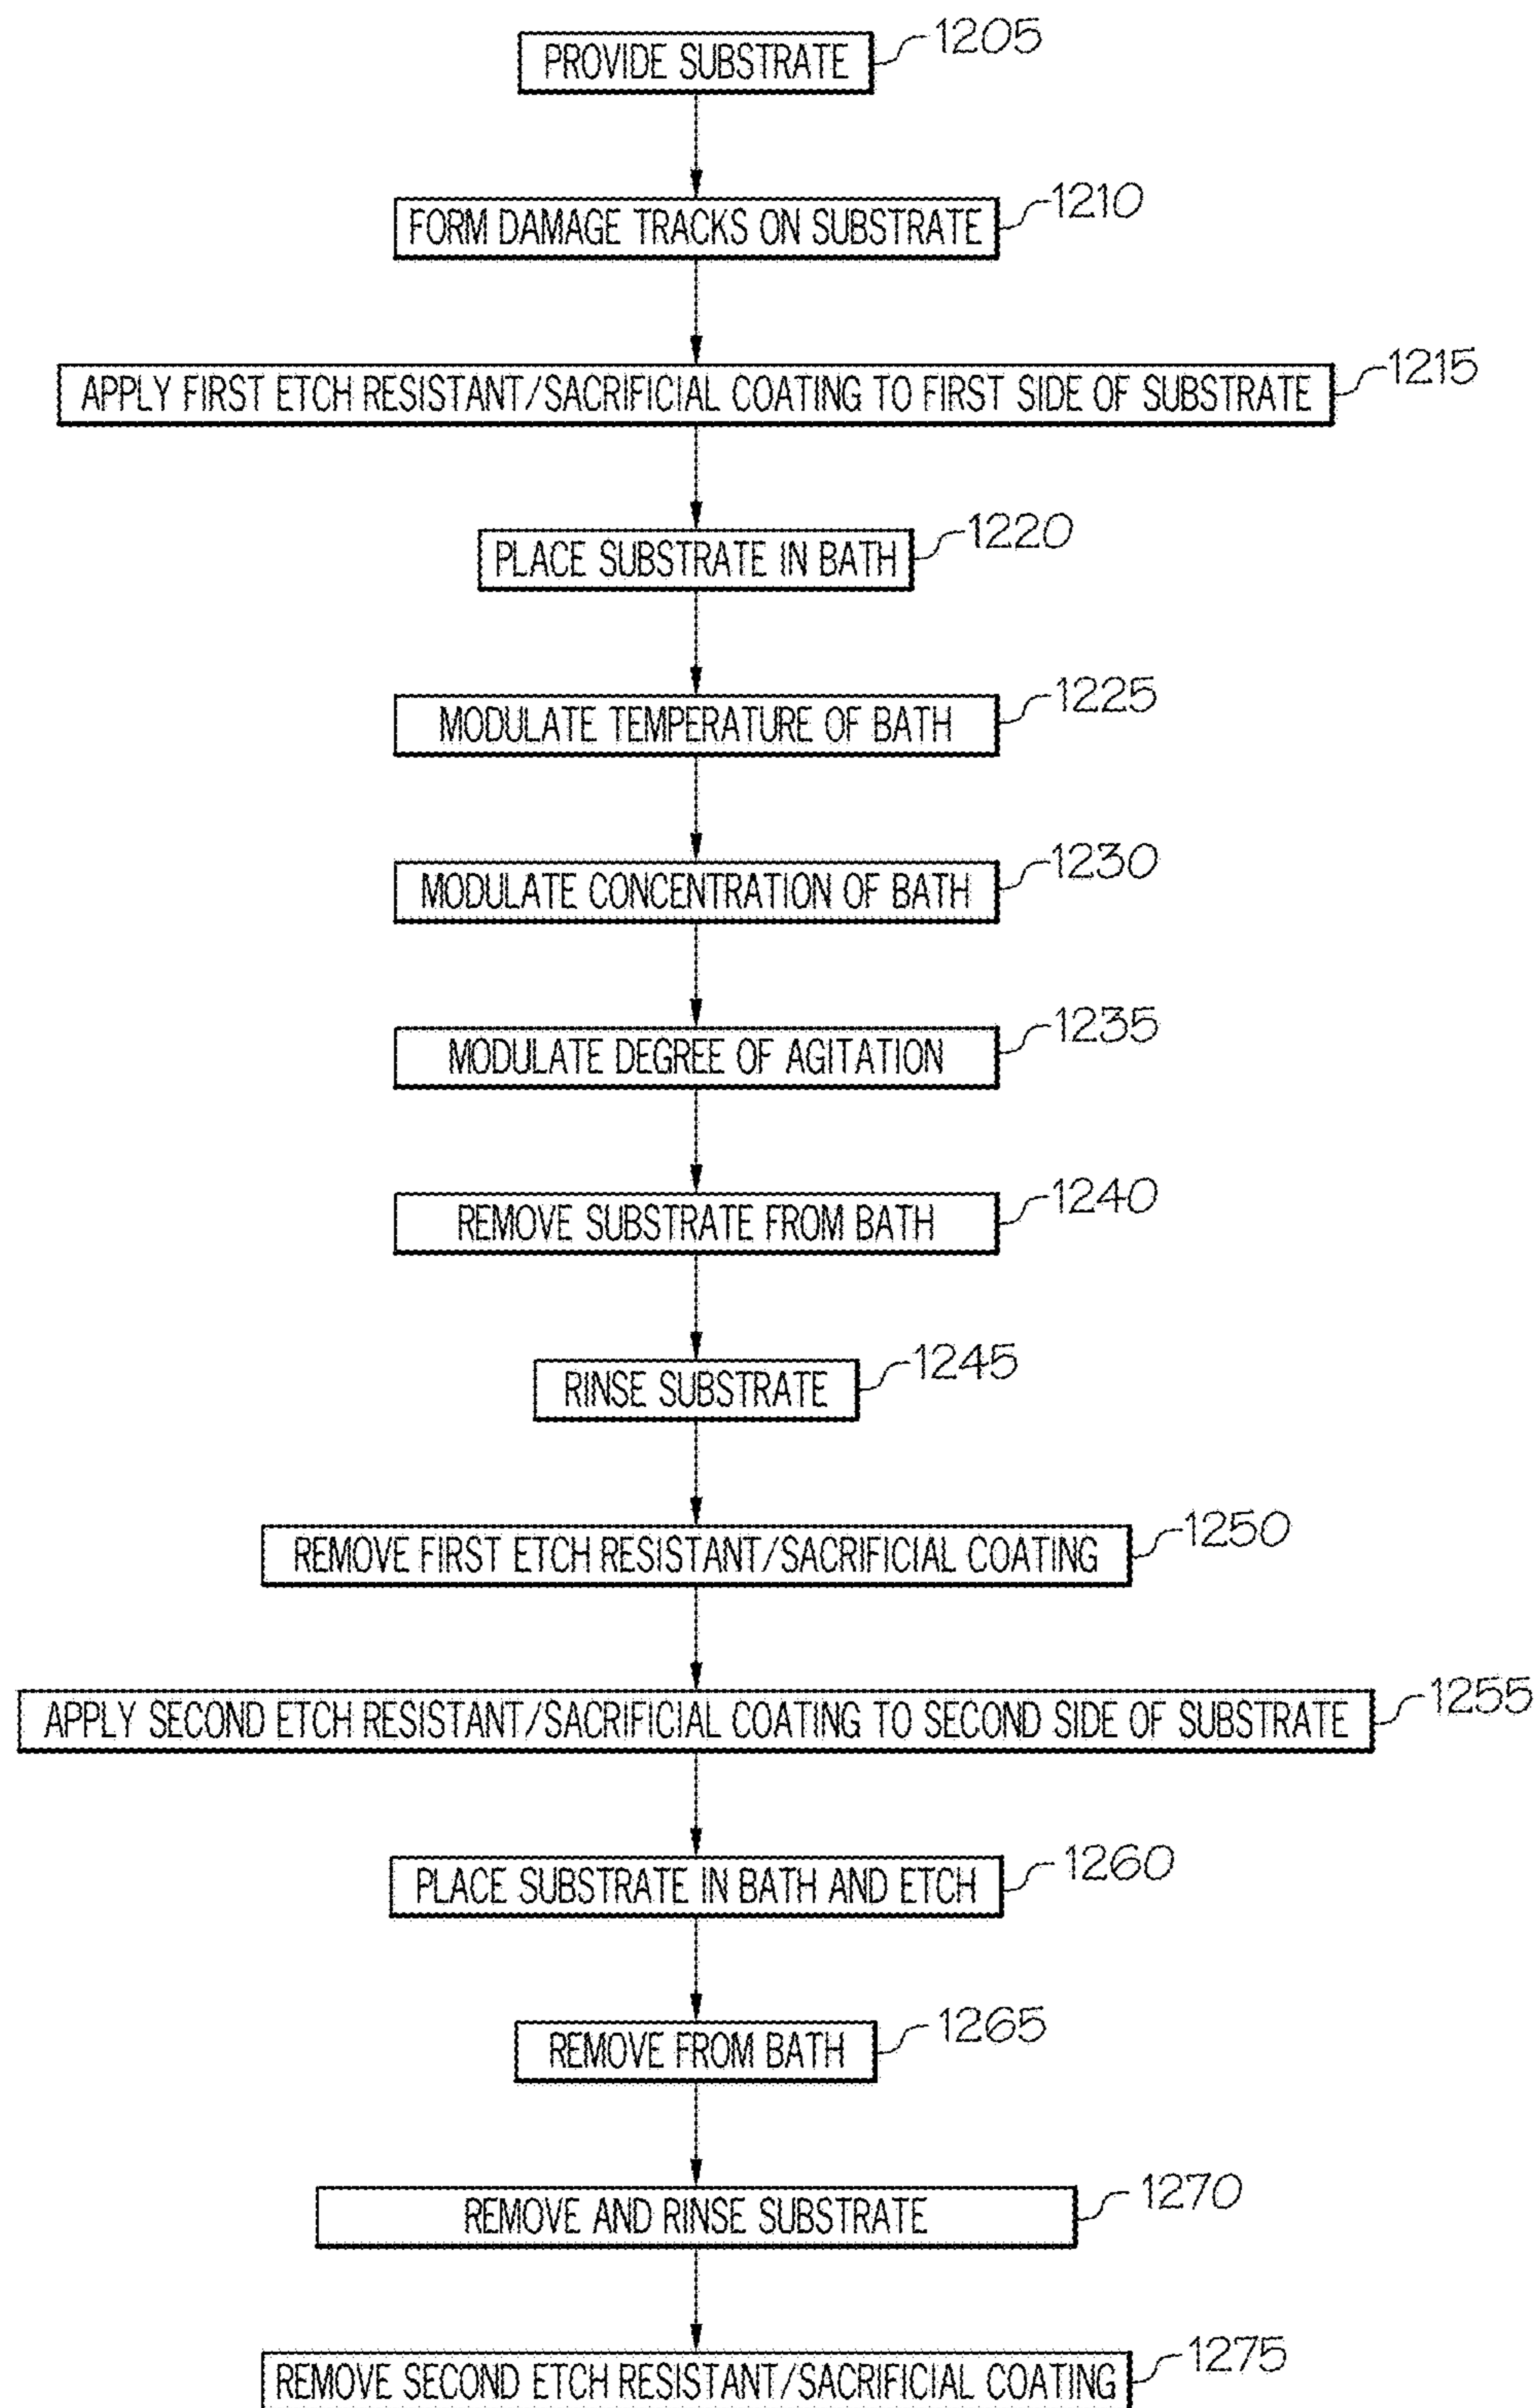 PROVIDE SUBSTRATE 1205
FORM DAMAGE TRACKS ON SUBSTRATE 1210
APPLY FIRST ETCH RESISTANT/SACRIFICIAL COATING TO FIRST SIDE OF SUBSTRATE 1215
PLACE SUBSTRATE IN BATH 1220
MODULATE TEMPERATURE OF BATH 1225
MODULATE CONCENTRATION OF BATH 1230
MODULATE DEGREE OF AGITATION 1235
REMOVE SUBSTRATE FROM BATH 1240
RINSE SUBSTRATE 1245
REMOVE FIRST ETCH RESISTANT/SACRIFICIAL COATING 1250
APPLY SECOND ETCH RESISTANT/SACRIFICIAL COATING TO SECOND SIDE OF SUBSTRATE 1255
PLACE SUBSTRATE IN BATH AND ETCH 1260
REMOVE FROM BATH 1265
REMOVE AND RINSE SUBSTRATE 1270
REMOVE SECOND ETCH RESISTANT/SACRIFICIAL COATING 1275